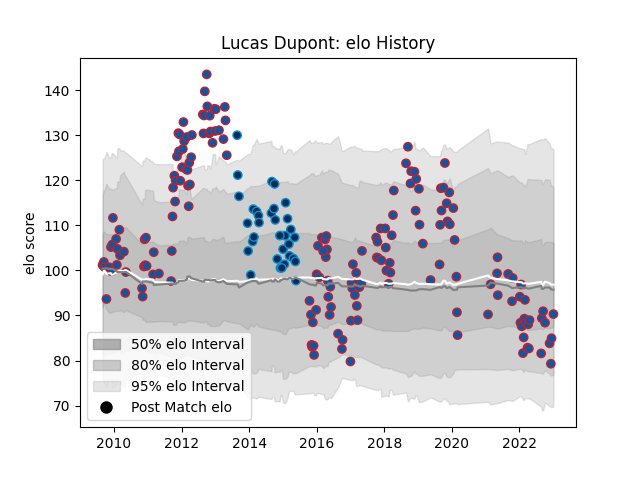 Lucas Dupont: elo History
elo score
140
130
120
110
100
90
80
70
50% elo Interval
80% elo Interval
95% elo Interval
Post Match elo
2010 2012 2014 2016 2018 2020 2022